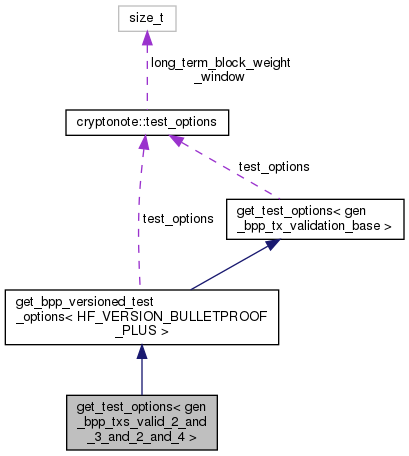 size_t
long_term_block_weight
_window
cryptonote::test_options
test_options
get_test_options< gen
_bpp_tx_validation_base >
test_options
get_bpp_versioned_test
_options< HF_VERSION_BULLETPROOF
_PLUS >
get_test_options< gen
_bpp_txs_valid_2_and
_3_and_2_and_4 >